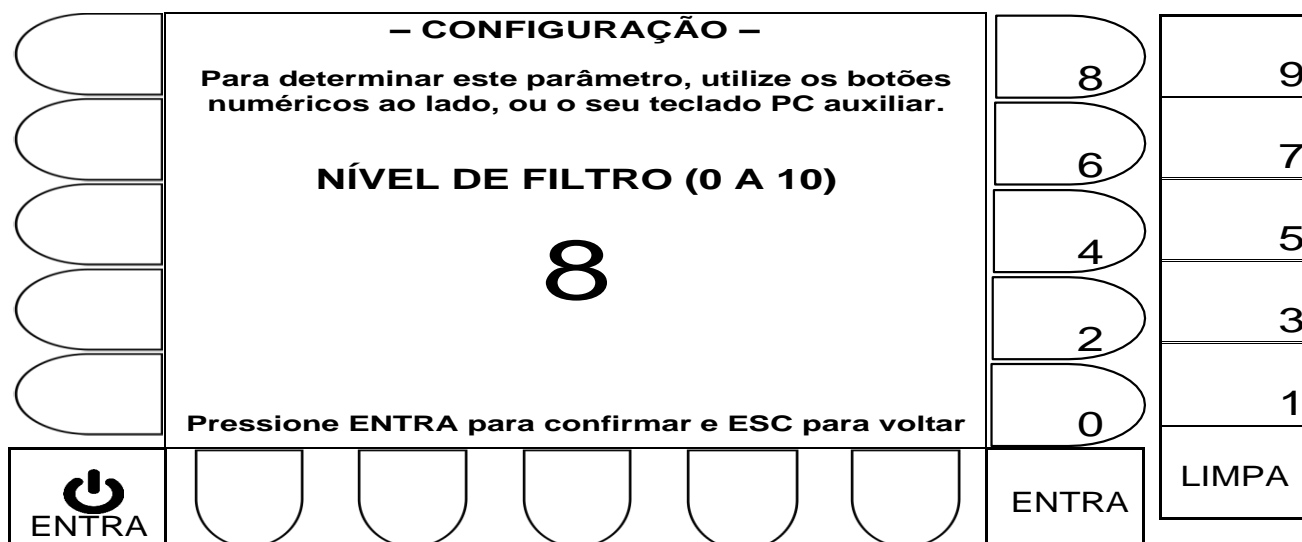 – CONFIGURAÇÃO –
Para determinar este parâmetro, utilize os botões
numéricos ao lado, ou o seu teclado PC auxiliar.
NÍVEL DE FILTRO (0 A 10)
8
Pressione ENTRA para confirmar e ESC para voltar
8
6
4
2
0
9
7
5
3
1
ENTRA
ENTRA
LIMPA